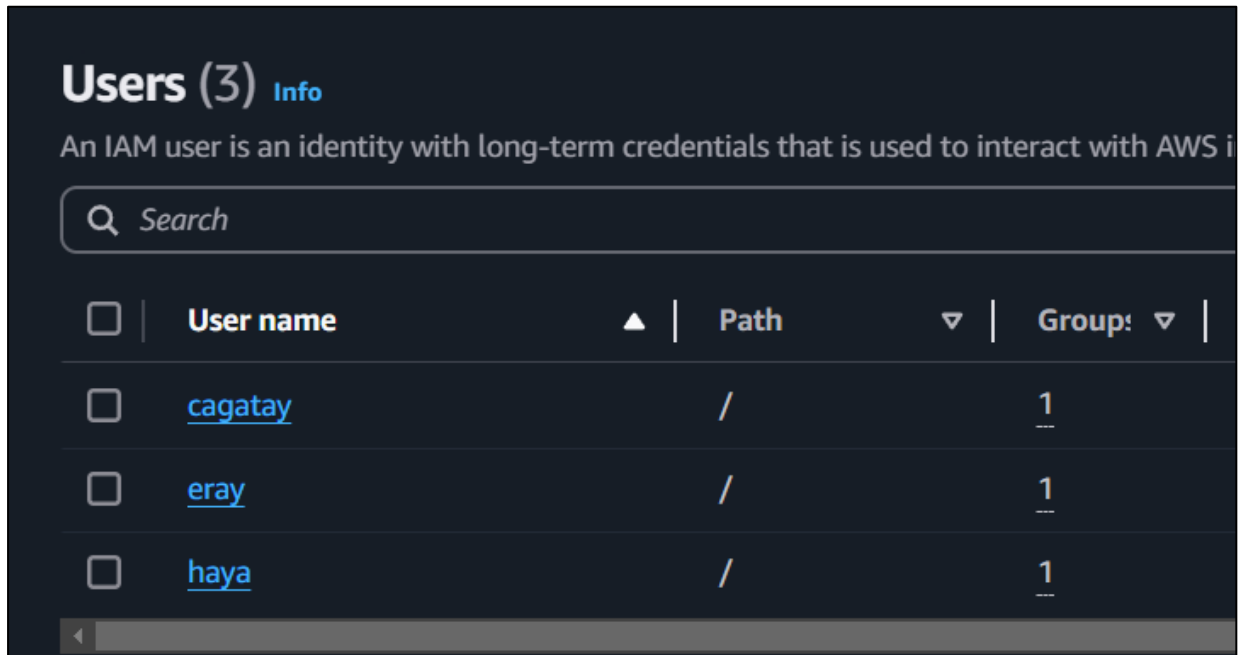 Users (3) Info
An IAM user is an identity with long-term credentials that is used to interact with AWS
Search
User name Path Groups
cagatay / 1
eray / 1
haya / 1